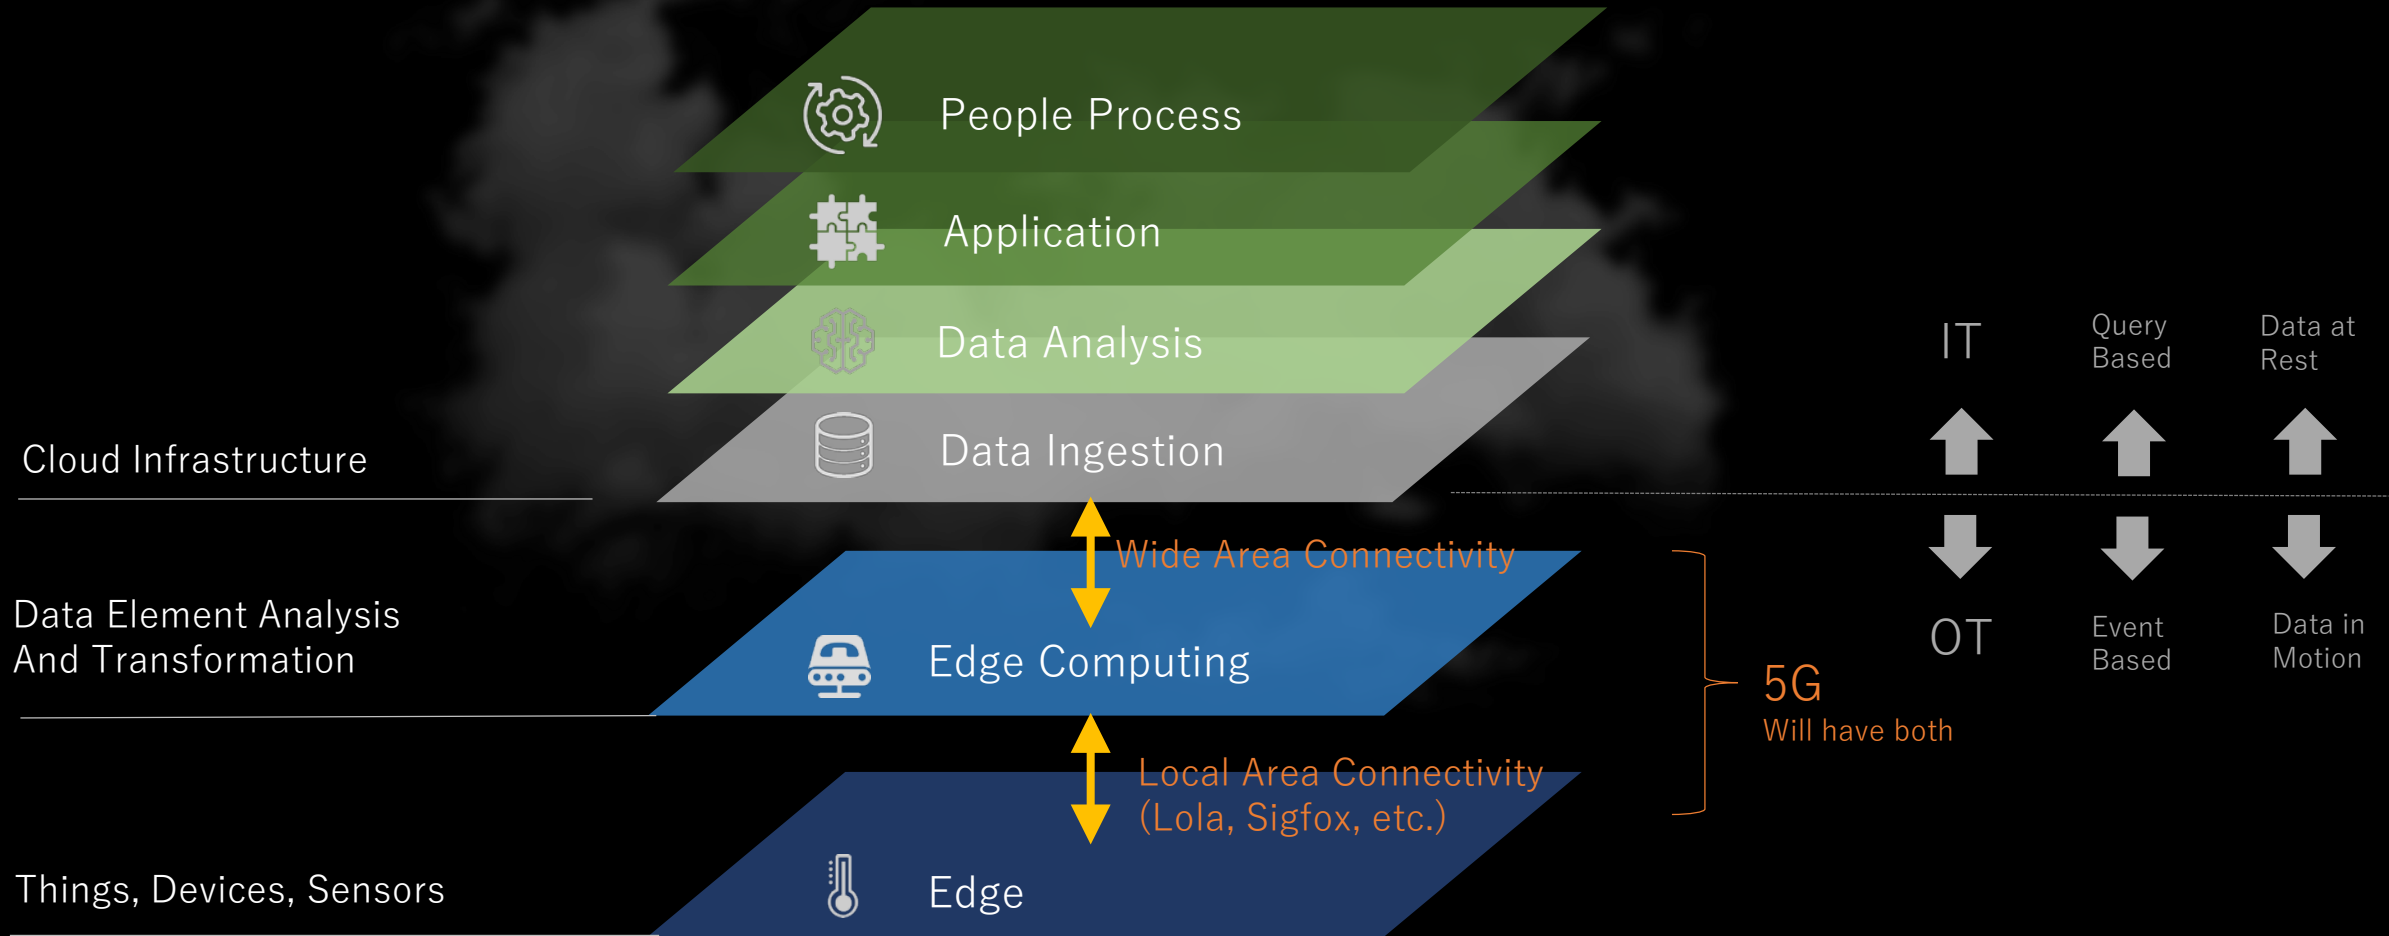 People Process
Application
Data Analysis
Data Ingestion
Cloud Infrastructure
Wide Area Connectivity
Data Element Analysis
And Transformation
Edge Computing
Local Area Connectivity
(Lola, Sigfox, etc.)
Things, Devices, Sensors
Edge
5G
Will have both
IT
Query
Based
Data at
Rest
OT
Event
Based
Data in
Motion